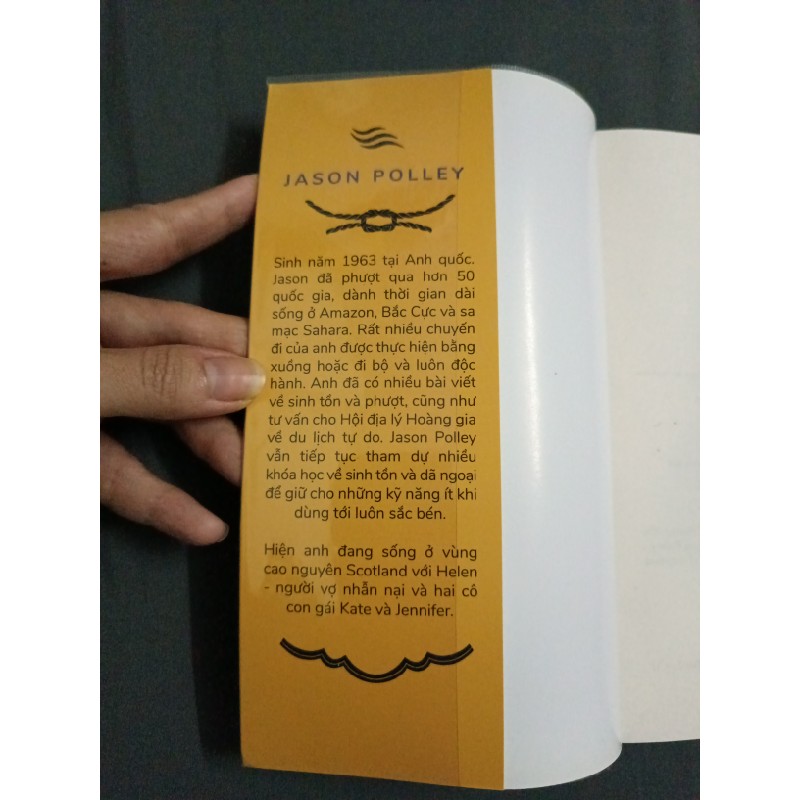 JASON POLLEY
Sinh năm 1963 tại Anh quốc.
Jason đã phượt qua hơn 50
quốc gia, dành thời gian dài
sống ở Amazon, Bắc Cực và sa
mạc Sahara. Rất nhiều chuyến
đi của anh được thực hiện bằng
xuồng hoặc đi bộ và luôn độc
hành. Anh đã có nhiều bài viết
về sinh tồn và phượt, cũng như
tư vấn cho Hội địa lý Hoàng gia
về du lịch tự do. Jason Polley
vẫn tiếp tục tham dự nhiều
khóa học về sinh tồn và dã ngoại
để giữ cho những kỹ năng ít khi
dùng tới luôn sắc bén.
Hiện anh đang sống ở vùng
cao nguyên Scotland với Helen
- người vợ nhẫn nại và hai cô
con gái Kate và Jennifer.